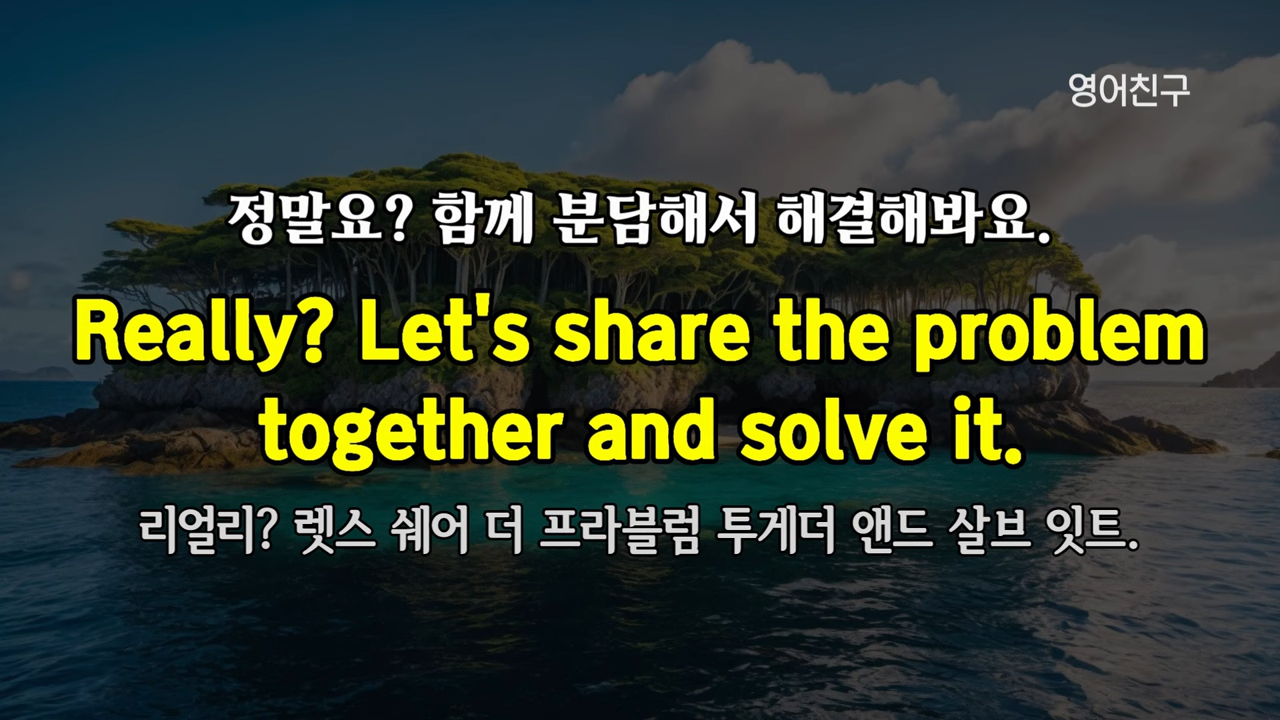 영어친구
정말요? 함께 분담해서 해결해봐요.
Really? Let's share the problem
together and solve it.
리얼리? 렛스 쉐어 더 프라블럼 투게더 앤드 살브 잇트.